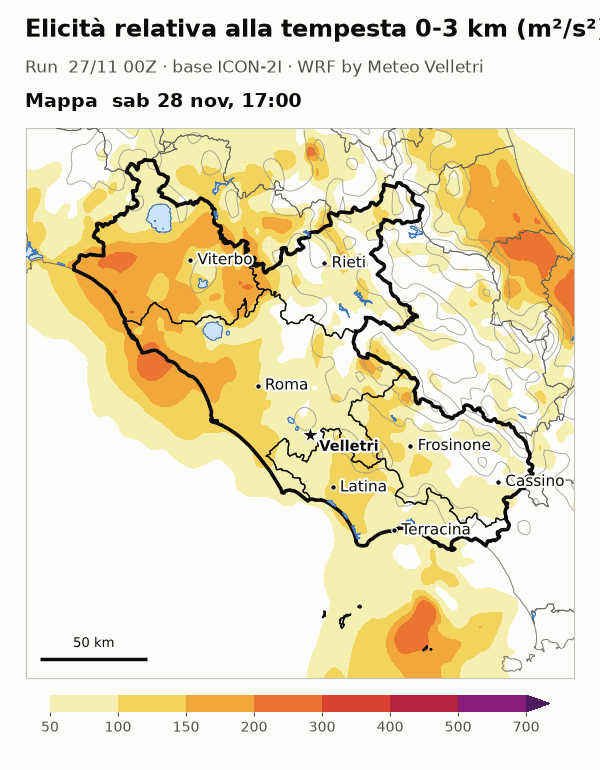 Elicità relativa alla tempesta 0-3 km (m²/s²)
Run  27/11 00Z · base ICON-2I · WRF by Meteo Velletri
Mappa  sab 28 nov, 17:00
Viterbo
Rieti
Roma
Velletri
Frosinone
Latina
Cassino
Terracina
50 km
50 100 150 200 300 400 500 700